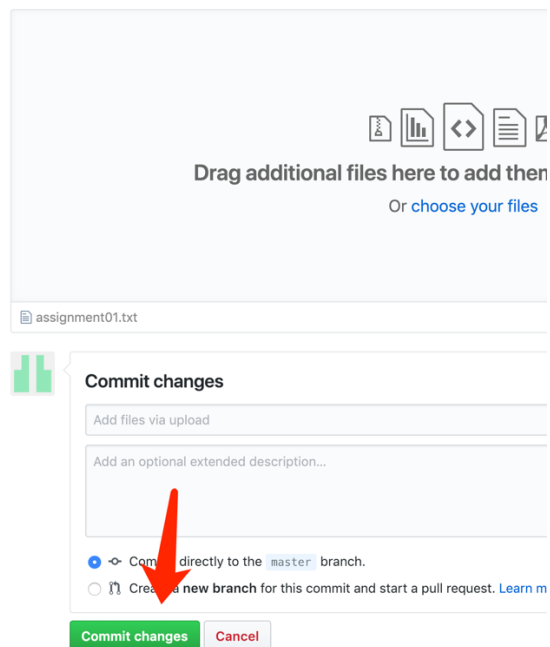 Drag additional files here to add
Or choose your files
assignment01.txt
Commit changes
Add files via upload
Add an optional extended description...
directly to the master branch.
a new branch for this commit and start a pull request. Learn
Commit changes
Cancel